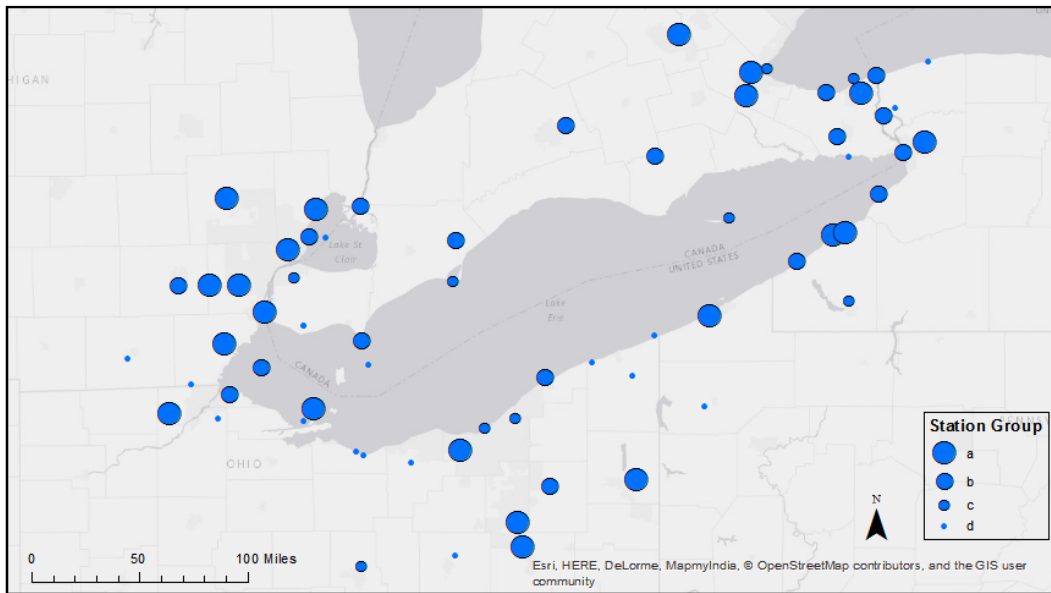 HIGAN
Lake St
Clair
CANADA
UNITED STATES
Lake
Erie
CANADA
OHIO
Station Group
a
b
c
d
N
0 50 100 Miles
Esri, HERE, DeLorme, MapmyIndia, © OpenStreetMap contributors, and the GIS user
community